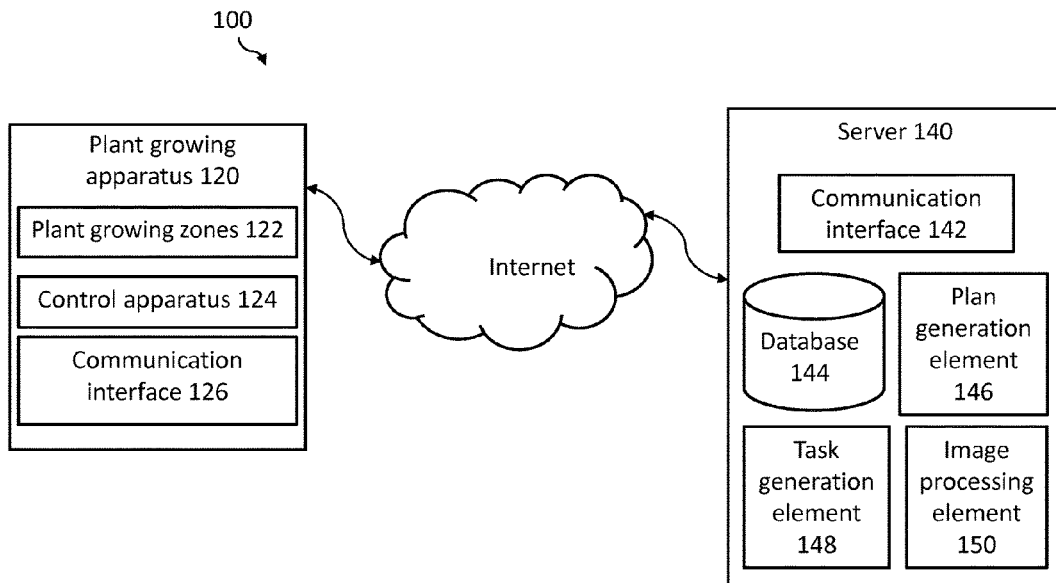 100
Plant growing
apparatus 120
Plant growing zones 122
Control apparatus 124
Communication
interface 126
Internet
Server 140
Communication
interface 142
Database
144
Plan
generation
element
146
Task
generation
element
148
Image
processing
element
150